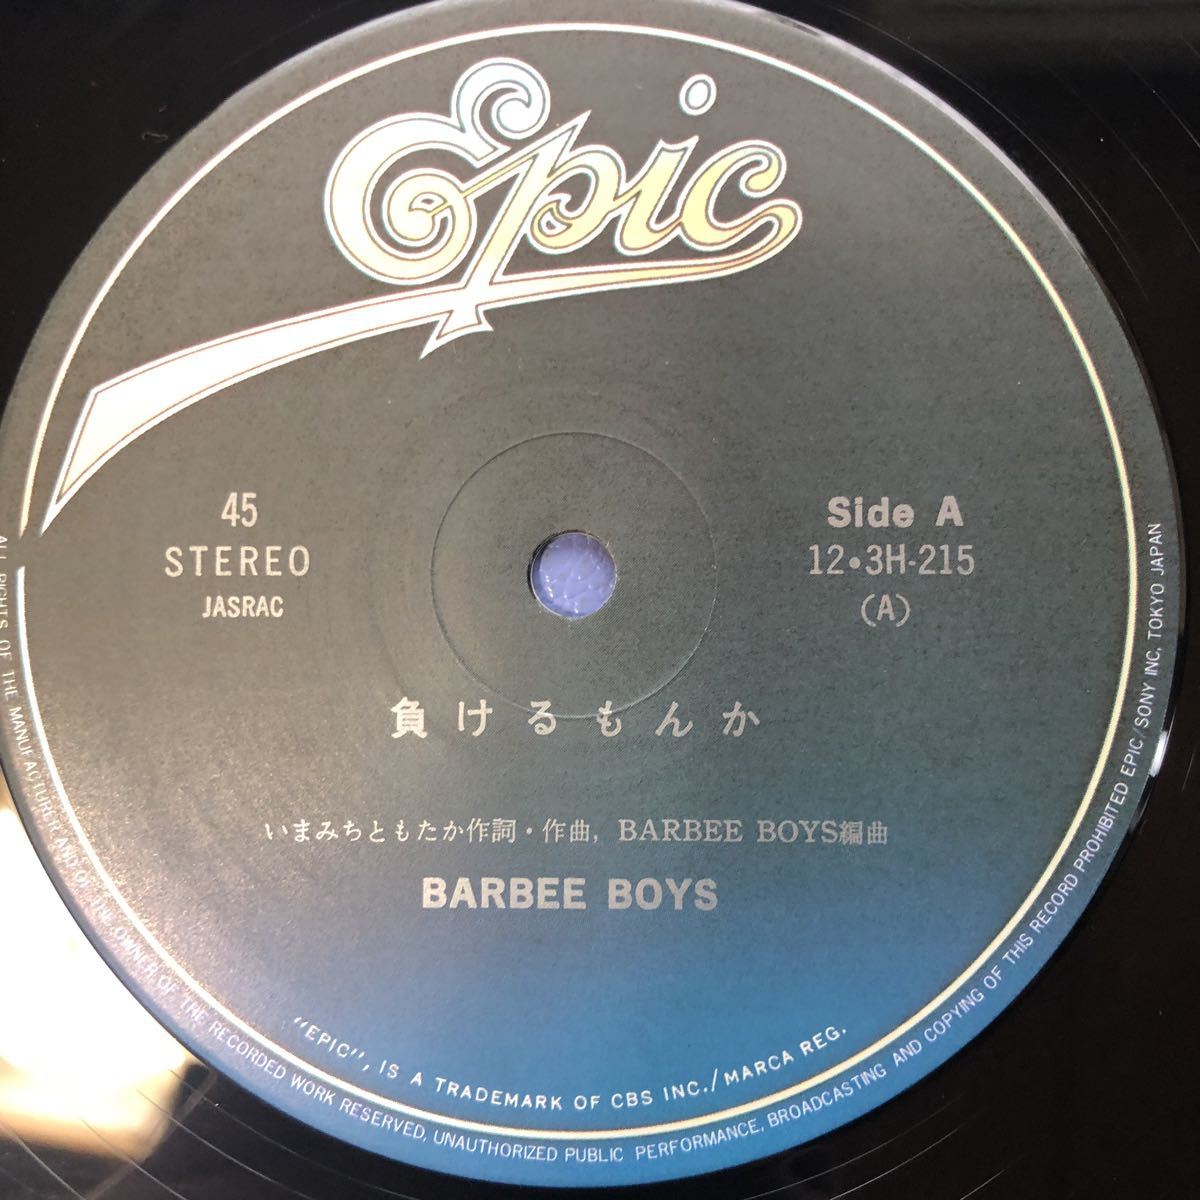 Epic
45
STEREO
JASRAC
Side A
12・3H-215
(A)
負けるもんか
いまみちともたか作詞・作曲, BARBEE BOYS編曲
BARBEE BOYS
"EPIC", IS A TRADEMARK OF CBS INC./MARCA REG.
ALL RIGHTS OF THE MANUFACTURER AND OF THE OWNER OF THE RECORDED WORK RESERVED, UNAUTHORIZED PUBLIC PERFORMANCE, BROADCASTING AND COPYING OF THIS RECORD PROHIBITED EPIC/SONY INC, TOKYO JAPAN